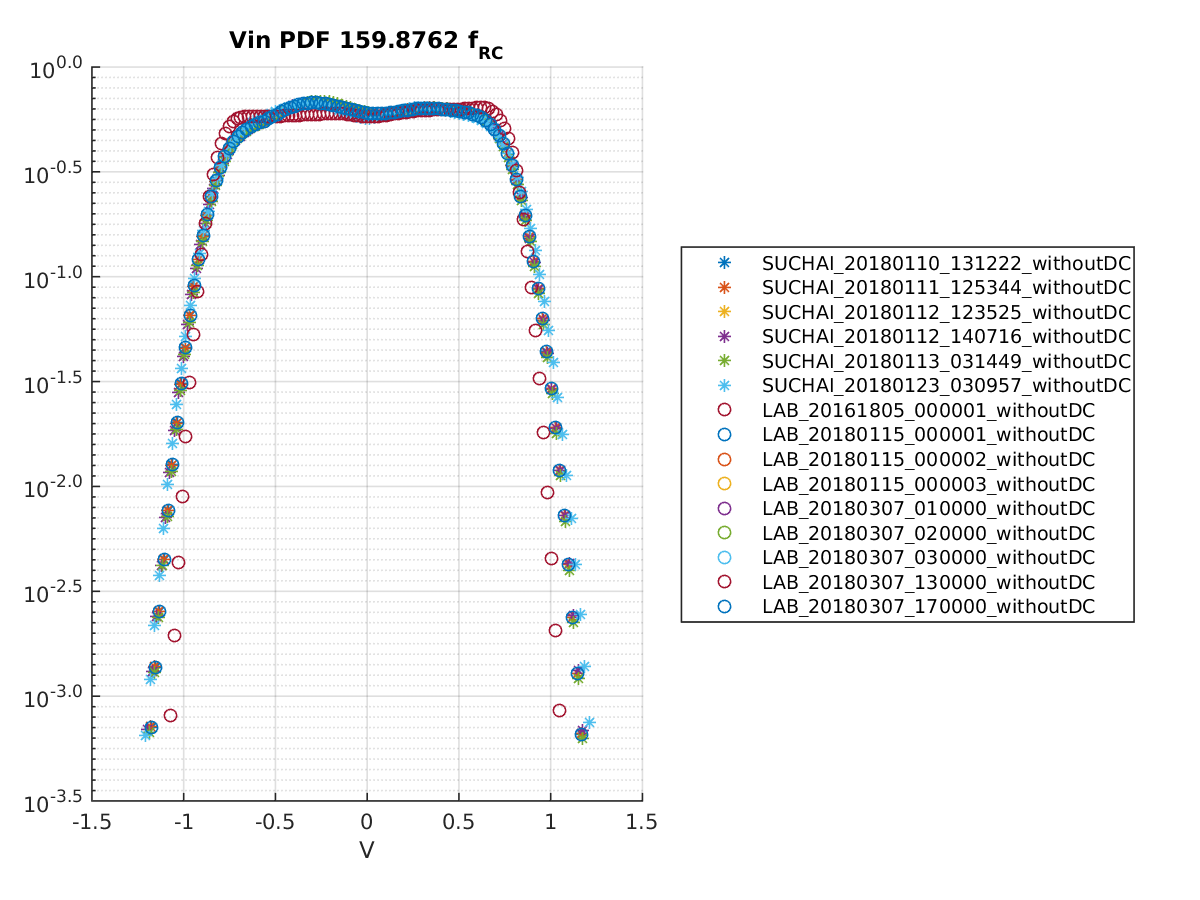 Vin PDF 159.8762 f_RC
10^0.0
10^-0.5
10^-1.0
10^-1.5
10^-2.0
10^-2.5
10^-3.0
10^-3.5
-1.5 -1 -0.5 0 0.5 1 1.5
V
SUCHAI_20180110_131222_withoutDC
SUCHAI_20180111_125344_withoutDC
SUCHAI_20180112_123525_withoutDC
SUCHAI_20180112_140716_withoutDC
SUCHAI_20180113_031449_withoutDC
SUCHAI_20180123_030957_withoutDC
LAB_20161805_000001_withoutDC
LAB_20180115_000001_withoutDC
LAB_20180115_000002_withoutDC
LAB_20180115_000003_withoutDC
LAB_20180307_010000_withoutDC
LAB_20180307_020000_withoutDC
LAB_20180307_030000_withoutDC
LAB_20180307_130000_withoutDC
LAB_20180307_170000_withoutDC